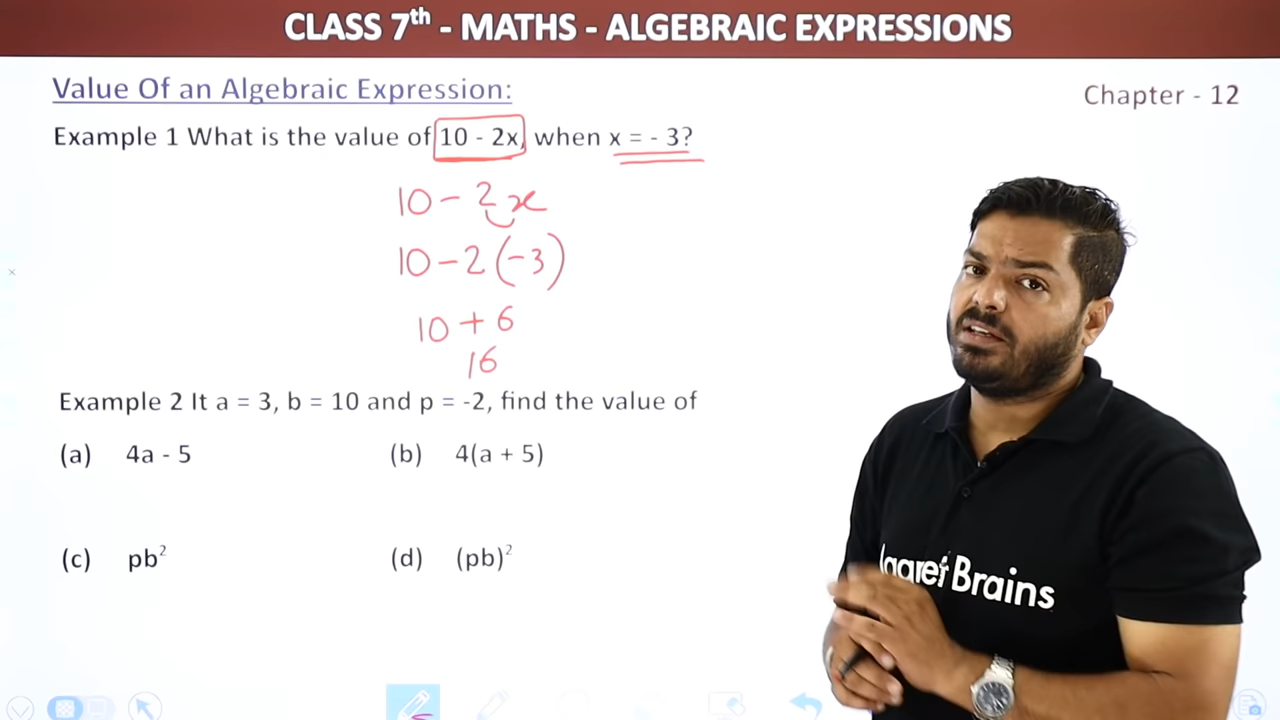 CLASS 7th - MATHS - ALGEBRAIC EXPRESSIONS
Value Of an Algebraic Expression:
Chapter - 12
Example 1 What is the value of 10 - 2x, when x = - 3?
10 - 2x
10 - 2(-3)
10 + 6
16
Example 2 It a = 3, b = 10 and p = -2, find the value of
(a) 4a - 5
(b) 4(a + 5)
(c) pb²
(d) (pb)²
Brains